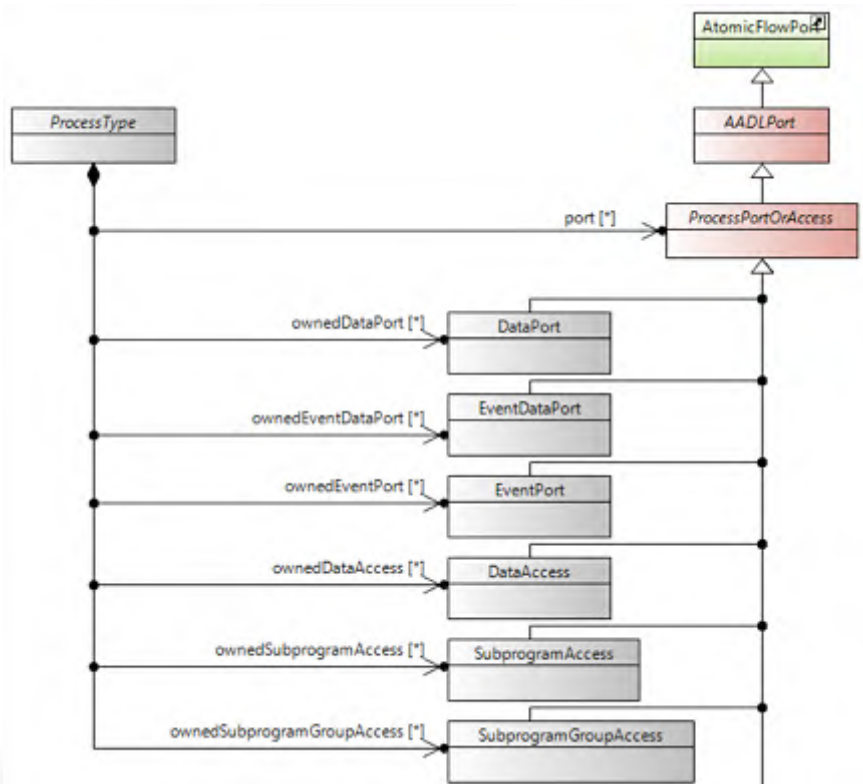 AtomicFlowPort
ProcessType
AADLPort
port [*]
ProcessPortOrAccess
ownedDataPort [*]
DataPort
ownedEventDataPort [*]
EventDataPort
ownedEventPort [*]
EventPort
ownedDataAccess [*]
DataAccess
ownedSubprogramAccess [*]
SubprogramAccess
ownedSubprogramGroupAccess [*]
SubprogramGroupAccess